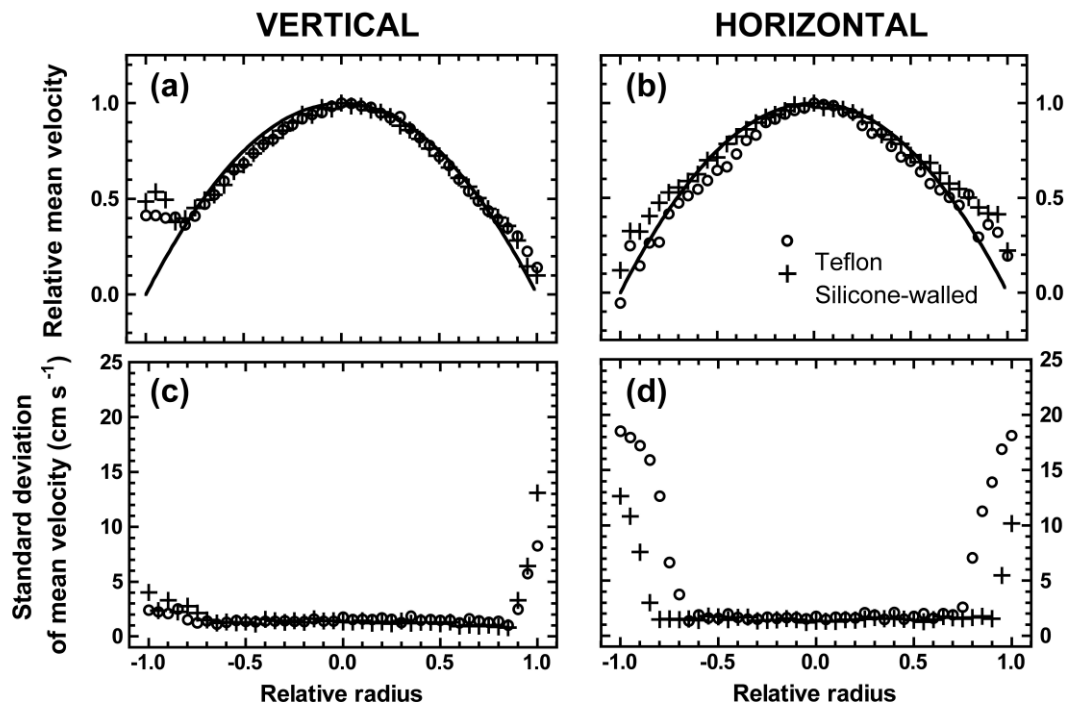 VERTICAL
HORIZONTAL
(a)
(b)
Relative mean velocity
1.0
0.5
0.0
1.0
0.5
0.0
Teflon
Silicone-walled
(c)
(d)
Standard deviation
of mean velocity (cm s⁻¹)
25
20
15
10
5
0
25
20
15
10
5
0
-1.0 -0.5 0.0 0.5 1.0
-1.0 -0.5 0.0 0.5 1.0
Relative radius
Relative radius